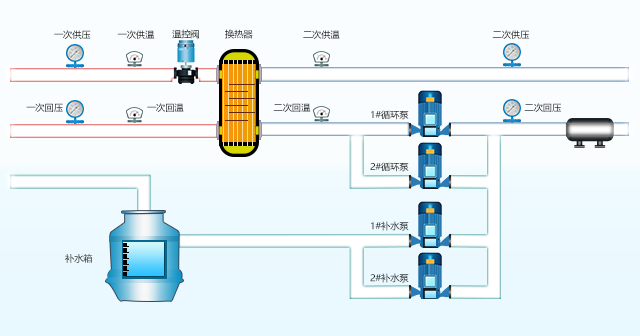 一次供压 一次供温 温控阀 换热器 二次供温 二次供压
一次回压 一次回温 二次回温 1#循环泵 二次回压
2#循环泵
1#补水泵
补水箱
2#补水泵